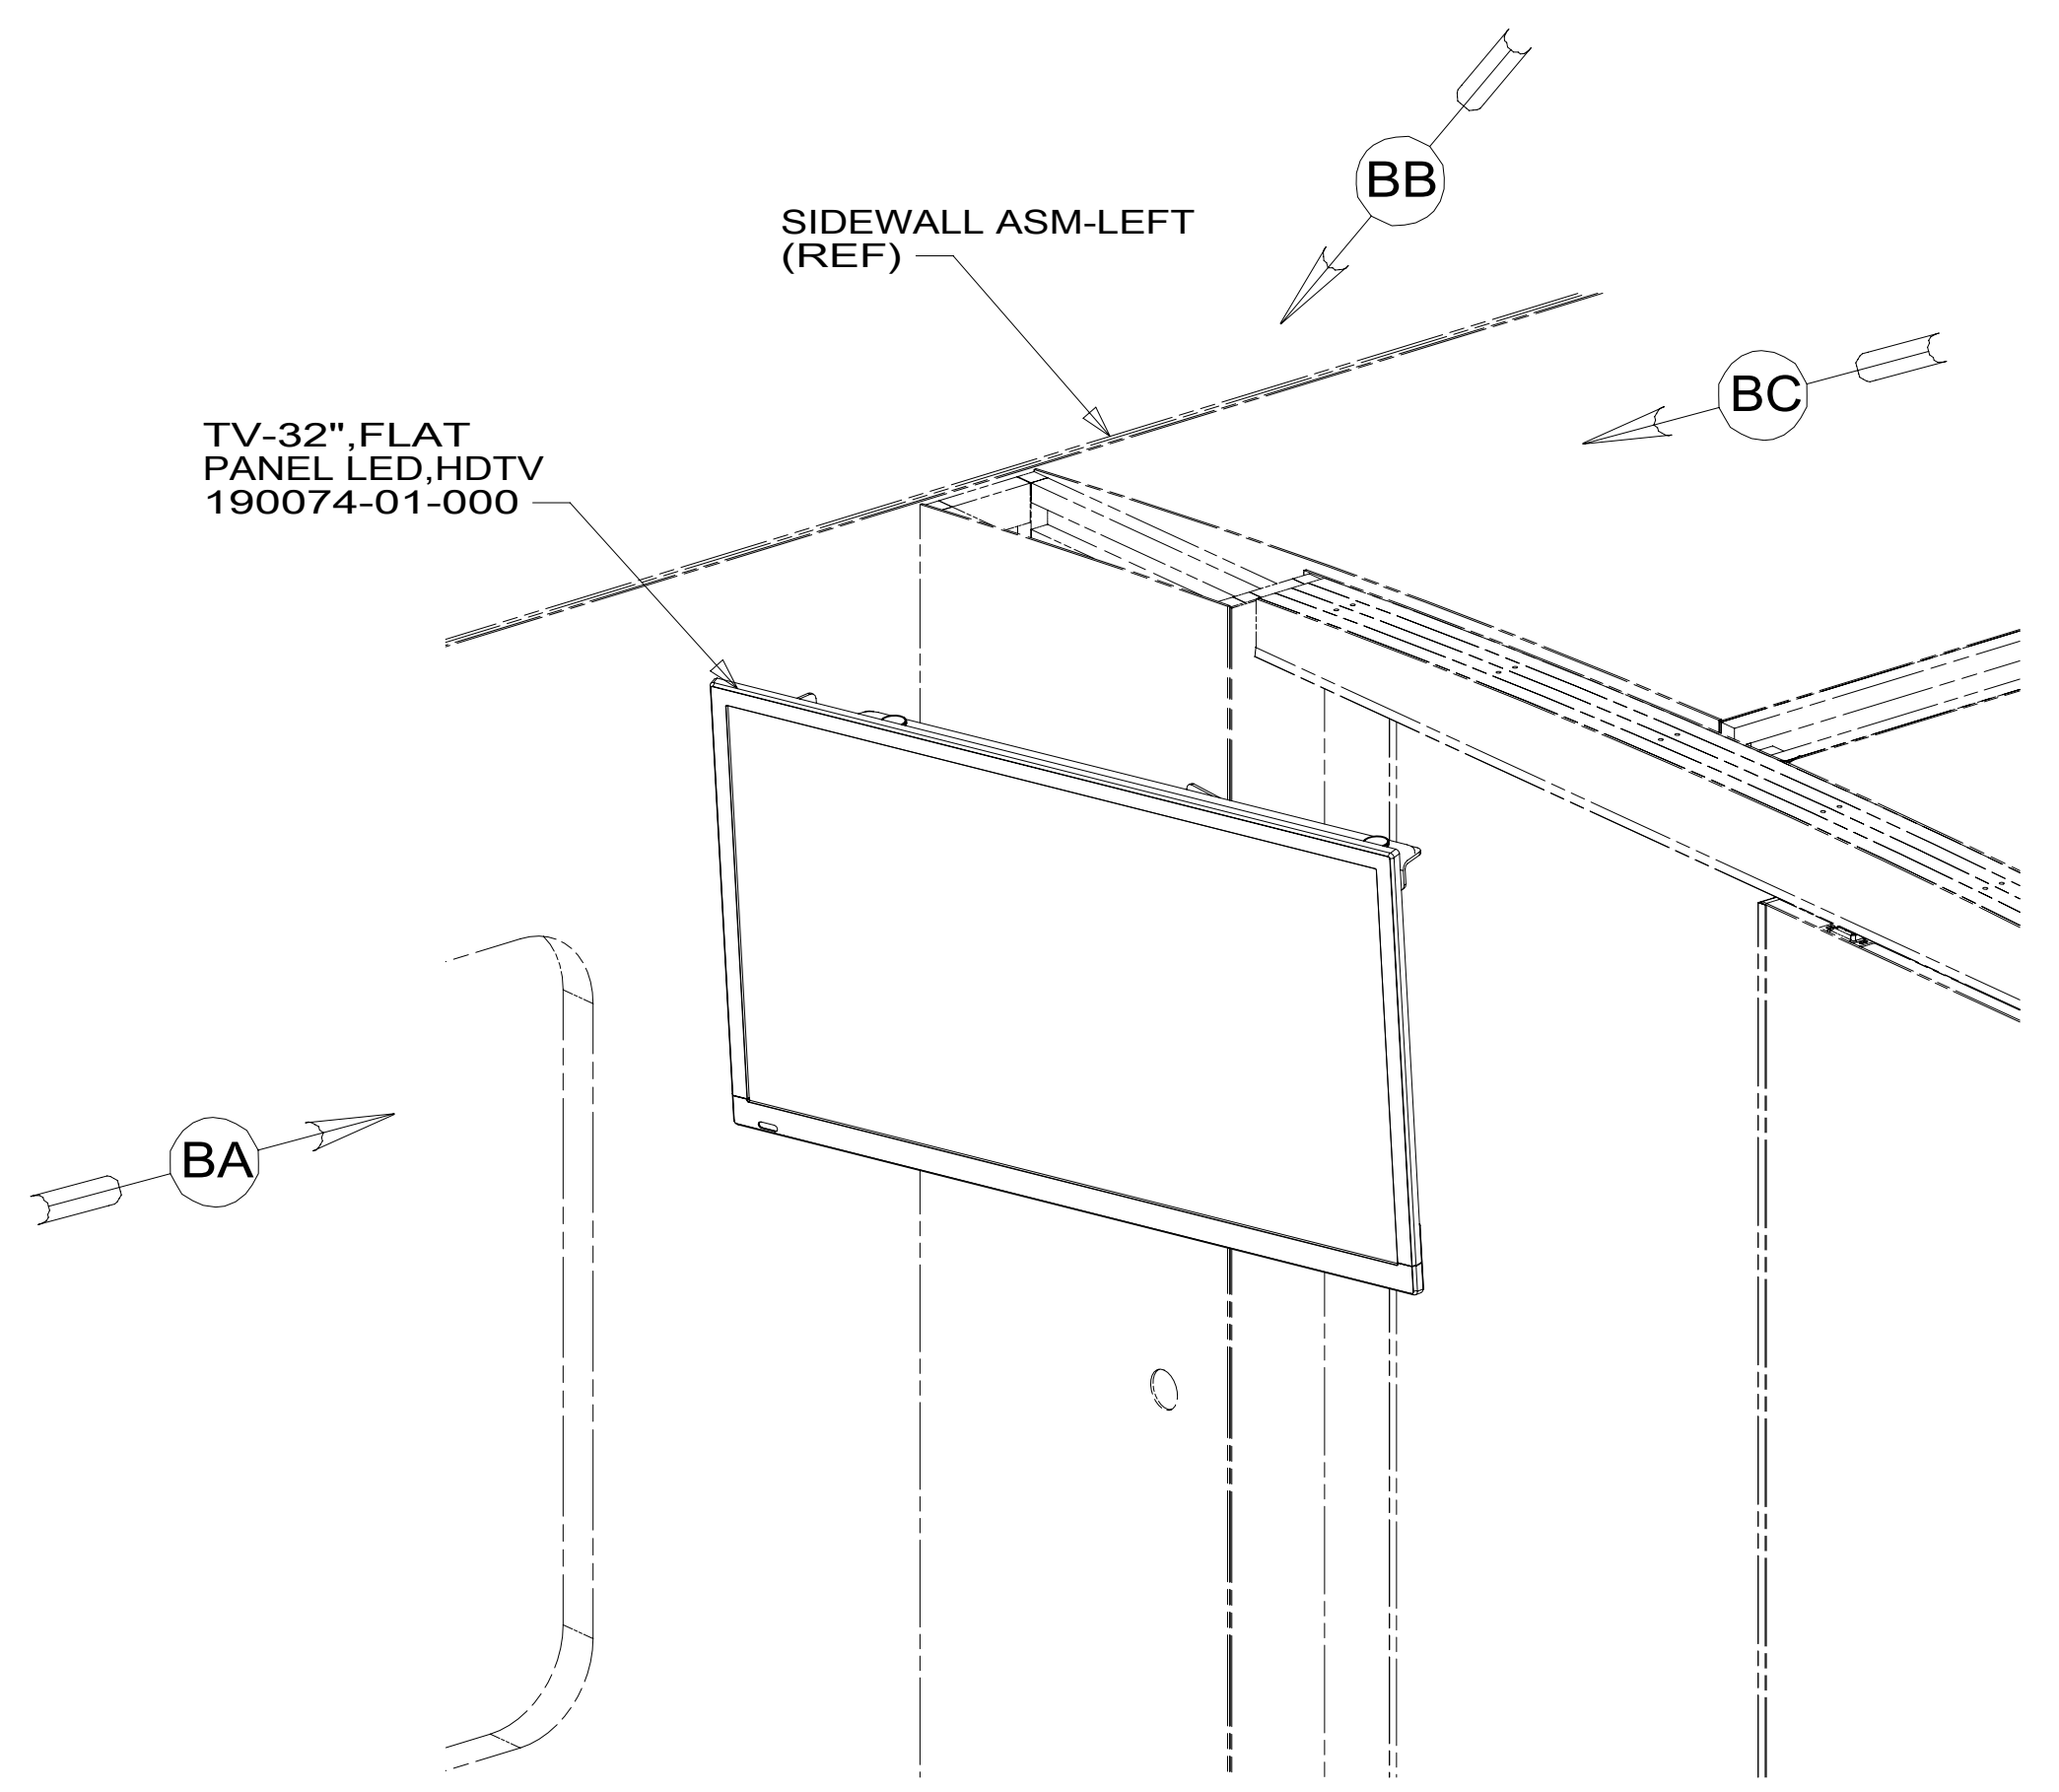 BB
SIDEWALL ASM-LEFT
(REF)
BC
TV-32",FLAT
PANEL LED,HDTV
190074-01-000
BA